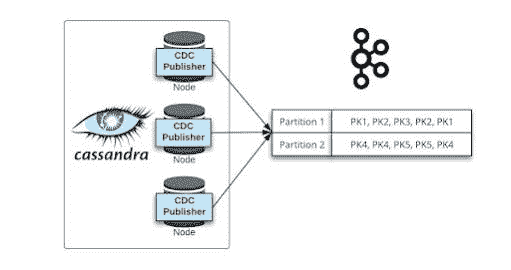 CDC
Publisher
Node
CDC
Publisher
Node
cassandra
CDC
Publisher
Node
Partition 1 PK1, PK2, PK3, PK2, PK1
Partition 2 PK4, PK4, PK5, PK5, PK4